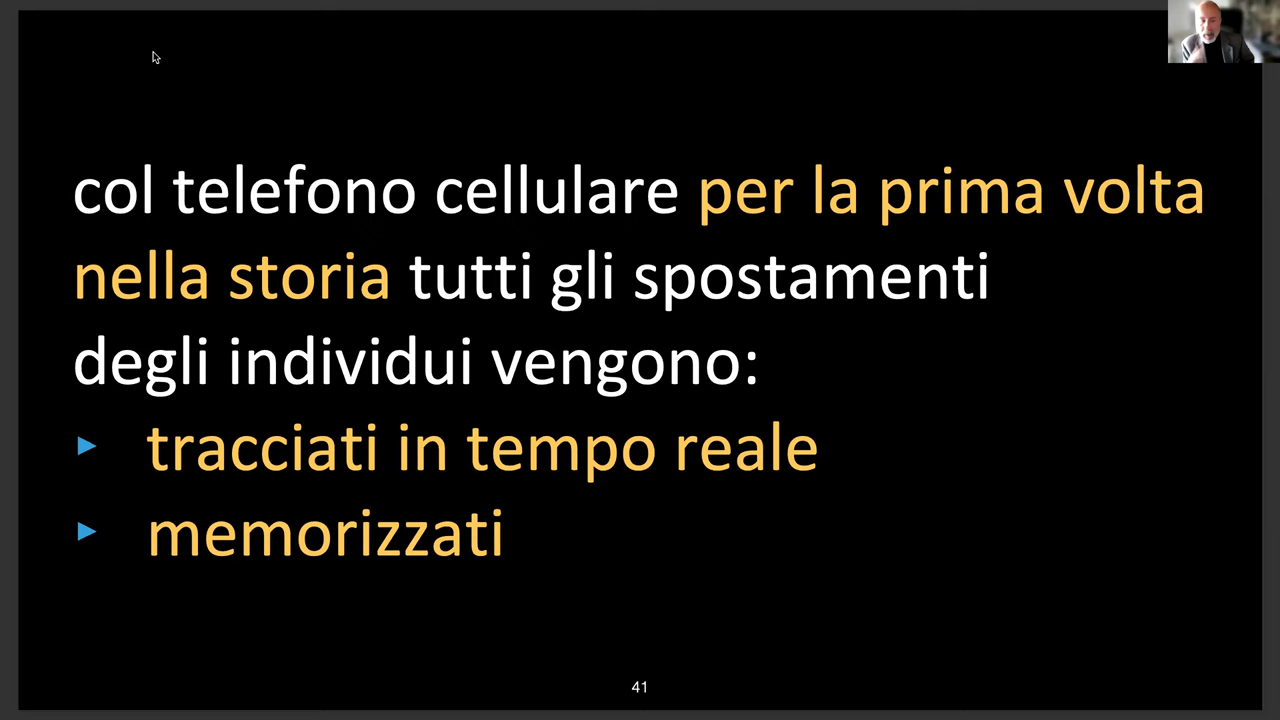 col telefono cellulare per la prima volta
nella storia tutti gli spostamenti
degli individui vengono:
‣ tracciati in tempo reale
‣ memorizzati
41